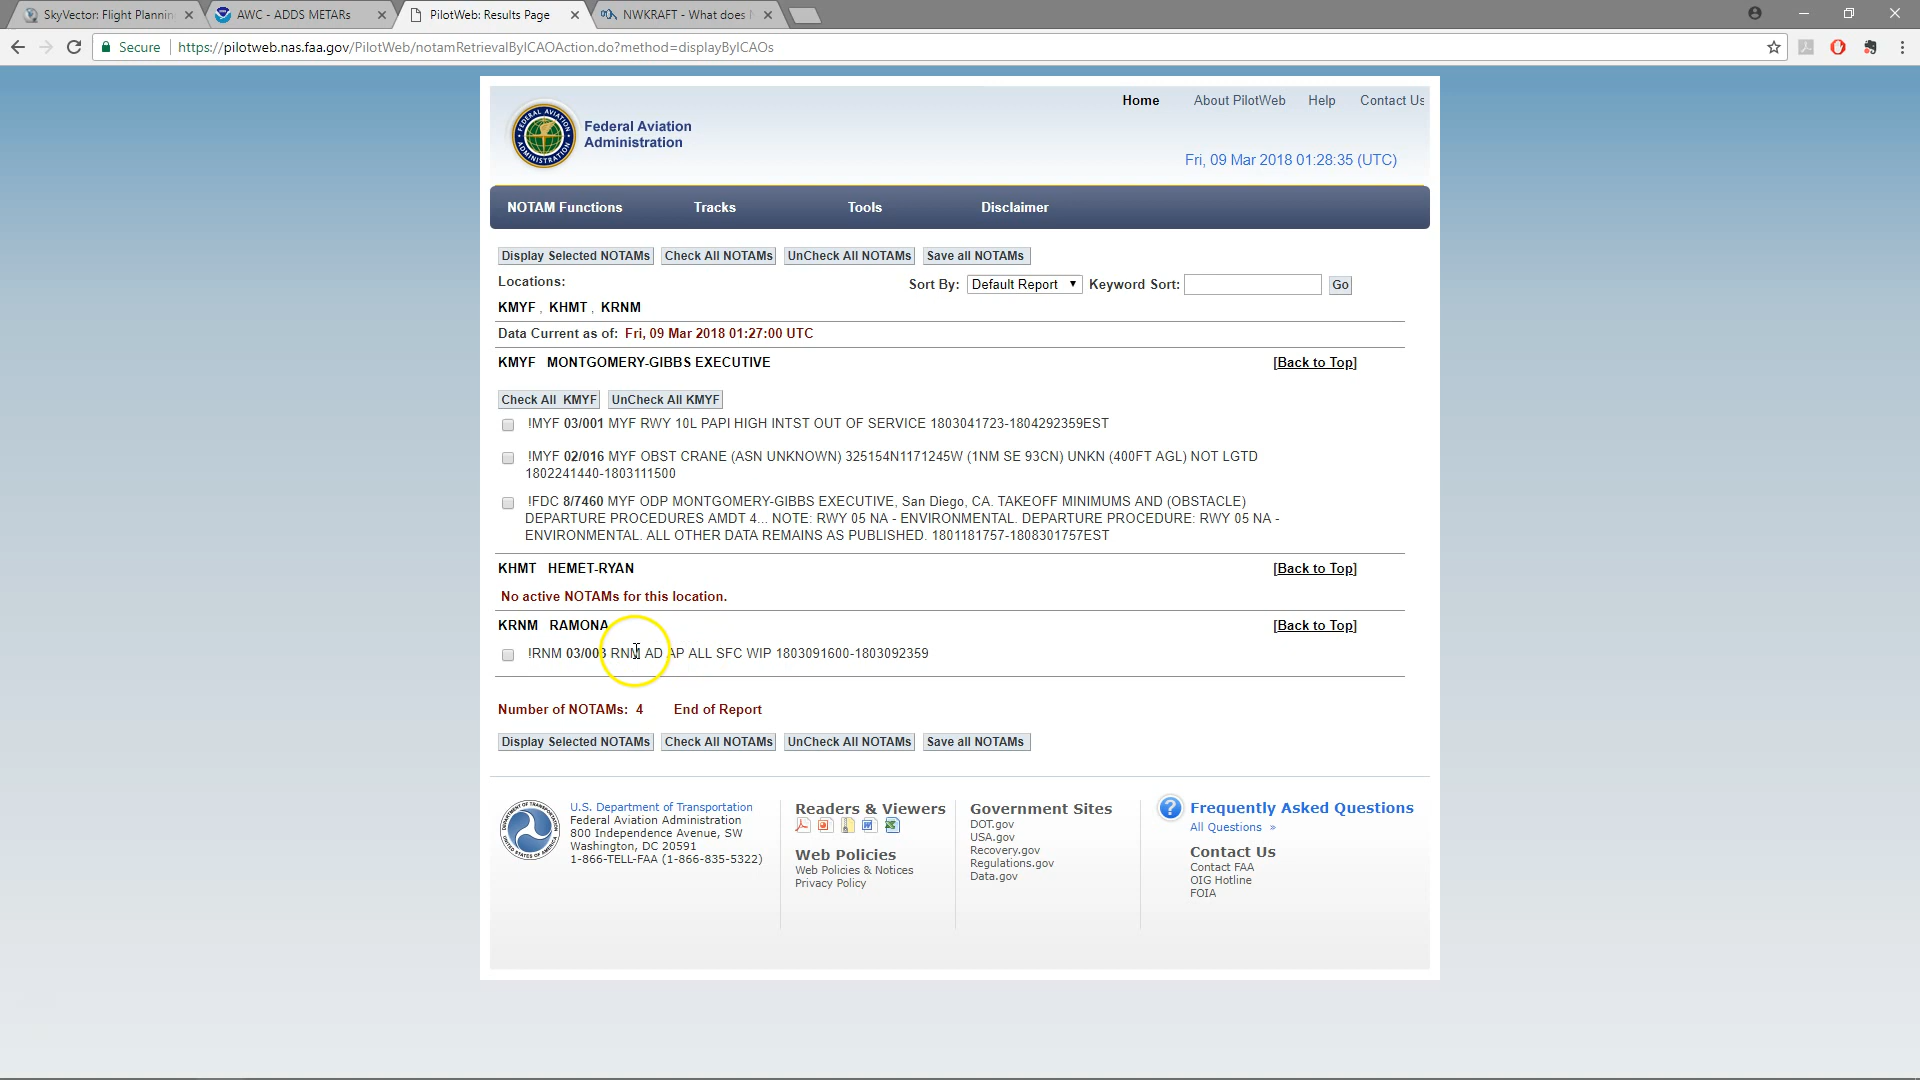 SkyVector: Flight Plannin
AWC - ADDS METARs
PilotWeb: Results Page
NWKRAFT - What does
Secure
https://pilotweb.nas.faa.gov/PilotWeb/notamRetrievalByICAOAction.do?method=displayByICAOs
Home About PilotWeb Help Contact Us
Federal Aviation
Administration
Fri, 09 Mar 2018 01:28:35 (UTC)
NOTAM Functions Tracks Tools Disclaimer
Display Selected NOTAMs Check All NOTAMs UnCheck All NOTAMs Save all NOTAMs
Locations:
Sort By: Default Report Keyword Sort: Go
KMYF , KHMT , KRNM
Data Current as of: Fri, 09 Mar 2018 01:27:00 UTC
KMYF MONTGOMERY-GIBBS EXECUTIVE [Back to Top]
Check All KMYF UnCheck All KMYF
!MYF 03/001 MYF RWY 10L PAPI HIGH INTST OUT OF SERVICE 1803041723-1804292359EST
!MYF 02/016 MYF OBST CRANE (ASN UNKNOWN) 325154N1171245W (1NM SE 93CN) UNKN (400FT AGL) NOT LGTD
1802241440-1803111500
!FDC 8/7460 MYF ODP MONTGOMERY-GIBBS EXECUTIVE, San Diego, CA. TAKEOFF MINIMUMS AND (OBSTACLE)
DEPARTURE PROCEDURES AMDT 4... NOTE: RWY 05 NA -
ENVIRONMENTAL. DEPARTURE PROCEDURE: RWY 05 NA -
ENVIRONMENTAL. ALL OTHER DATA REMAINS AS PUBLISHED. 1801181757-1808301757EST
KHMT HEMET-RYAN [Back to Top]
No active NOTAMs for this location.
KRNM RAMONA [Back to Top]
!RNM 03/003 RNM AD AP ALL SFC WIP 1803091600-1803092359
Number of NOTAMs: 4 End of Report
Display Selected NOTAMs Check All NOTAMs UnCheck All NOTAMs Save all NOTAMs
U.S. Department of Transportation
Federal Aviation Administration
800 Independence Avenue, SW
Washington, DC 20591
1-866-TELL-FAA (1-866-835-5322)
Readers & Viewers
Web Policies
Web Policies & Notices
Privacy Policy
Government Sites
DOT.gov
USA.gov
Recovery.gov
Regulations.gov
Data.gov
Frequently Asked Questions
All Questions »
Contact Us
Contact FAA
OIG Hotline
FOIA